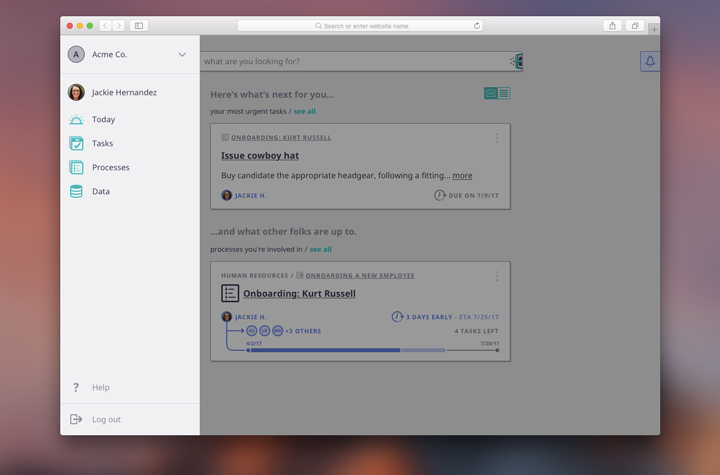 Search or enter website name
A
Acme Co.
Jackie Hernandez
Today
Tasks
Processes
Data
? Help
Log out
what are you looking for?
Here's what's next for you...
your most urgent tasks / see all
ONBOARDING: KURT RUSSELL
Issue cowboy hat
Buy candidate the appropriate headgear, following a fitting... more
JACKIE H.
DUE ON 7/9/17
...and what other folks are up to.
processes you're involved in / see all
HUMAN RESOURCES / ONBOARDING A NEW EMPLOYEE
Onboarding: Kurt Russell
JACKIE H.
3 DAYS EARLY - ETA 7/25/17
+3 OTHERS
4 TASKS LEFT
6/2/17
7/28/17